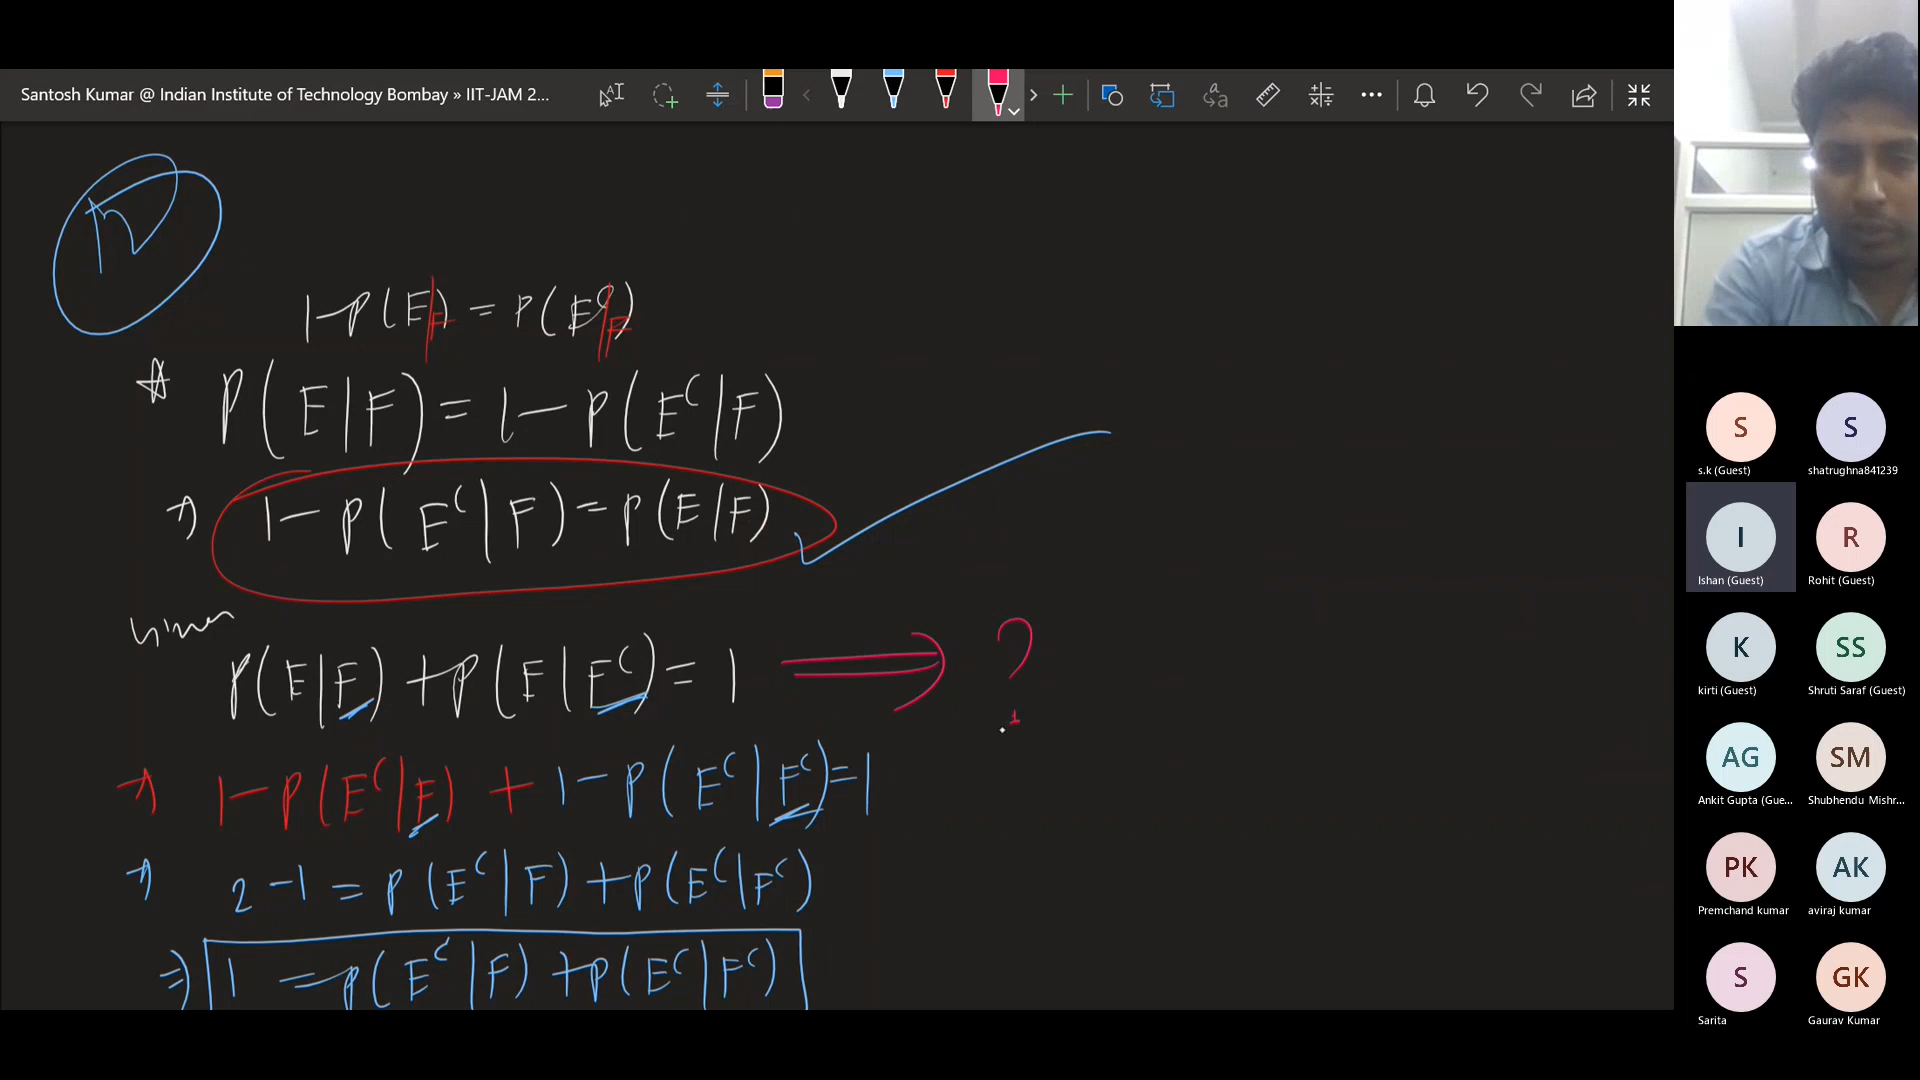 Santosh Kumar @ Indian Institute of Technology Bombay » IIT-JAM 2...
1-P(E|F) = P(E^c|F)
P(E|F) = 1-P(E^c|F)
1-P(E^c|F) = P(E|F)
Given
P(E|F) + P(E|F^c) = 1 ⟹ ?
→ 1-P(E^c|F) + 1-P(E^c|F^c) = 1
→ 2-1 = P(E^c|F) + P(E^c|F^c)
⇒ 1 = P(E^c|F) + P(E^c|F^c)
S
s.k (Guest)
S
shatrughna841239
I
Ishan (Guest)
R
Rohit (Guest)
K
kirti (Guest)
SS
Shruti Saraf (Guest)
AG
Ankit Gupta (Gue...
SM
Shubhendu Mishr...
PK
Premchand kumar
AK
aviraj kumar
S
Sarita
GK
Gaurav Kumar